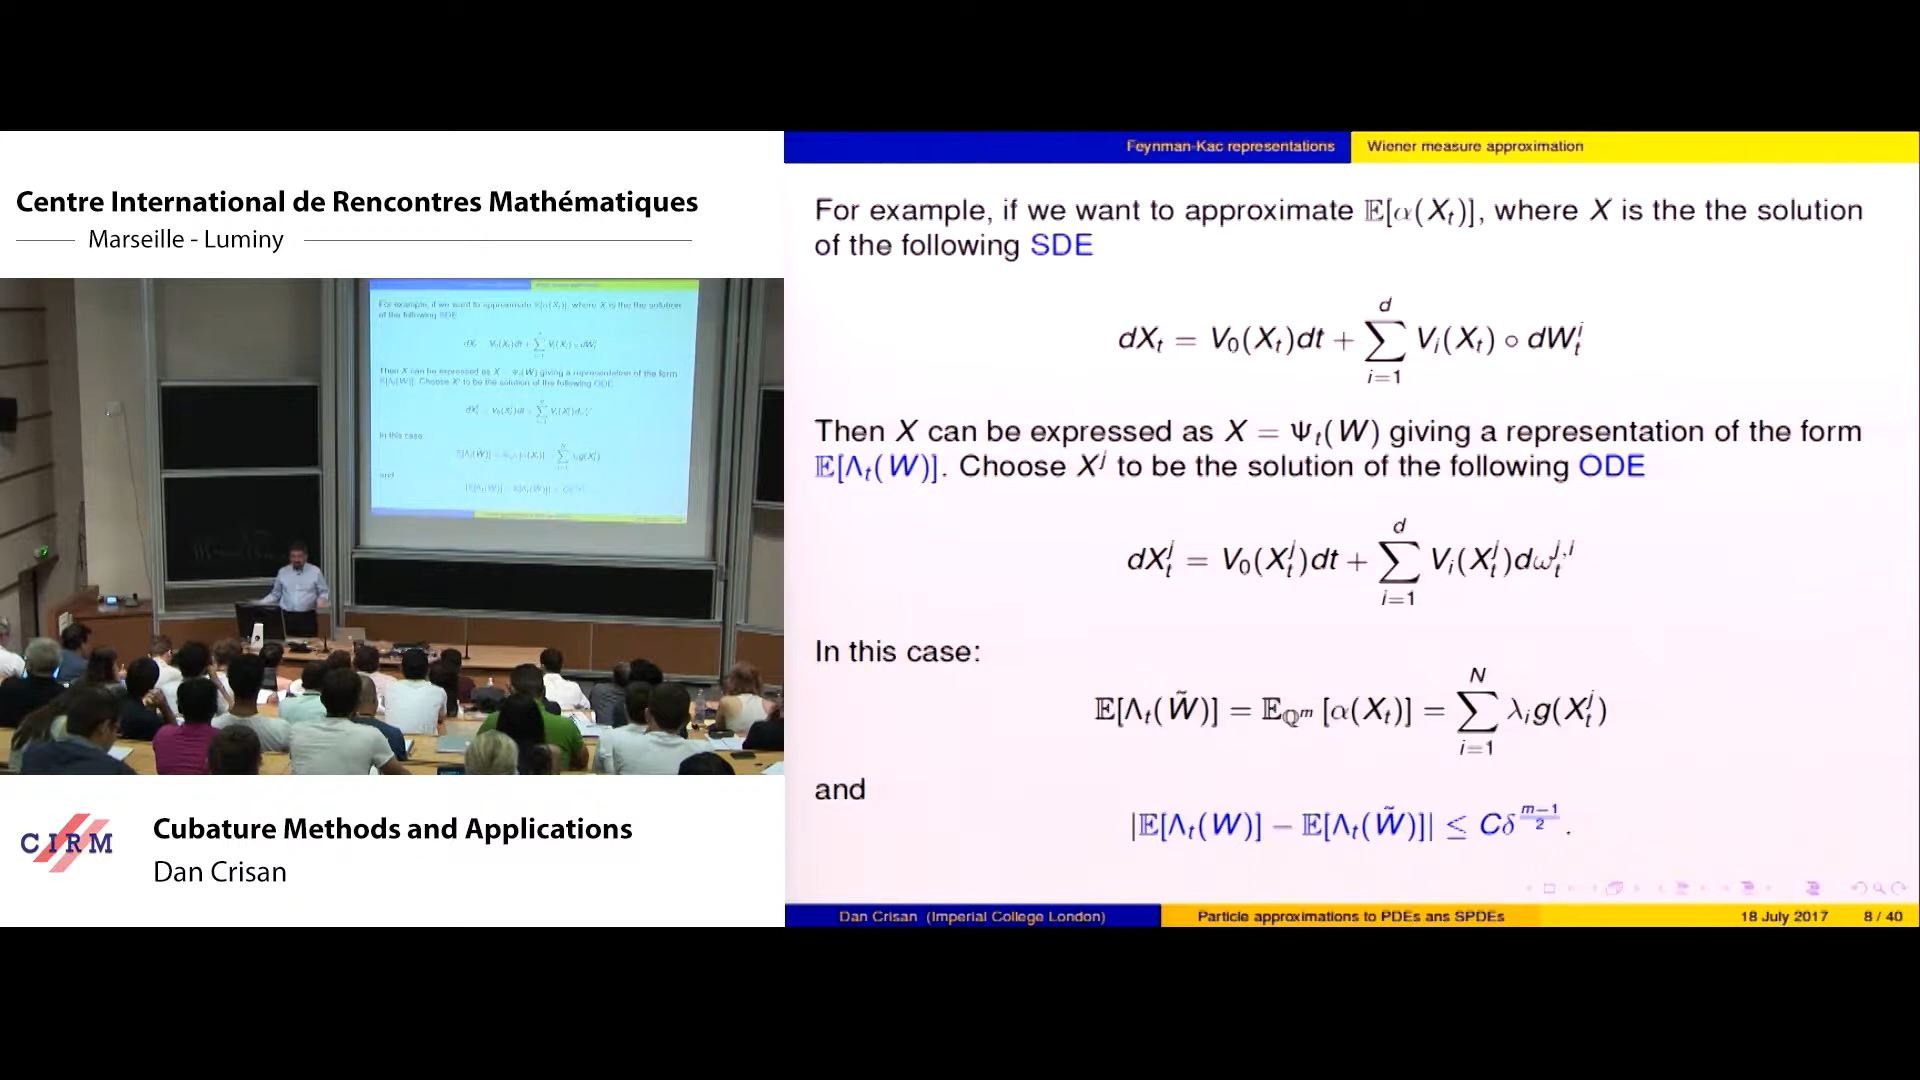 Centre International de Rencontres Mathématiques
Marseille - Luminy
CIRM
Cubature Methods and Applications
Dan Crisan
Feynman-Kac representations Wiener measure approximation
For example, if we want to approximate 𝔼[α(X_t)], where X is the the solution
of the following SDE
dX_t = V_0(X_t)dt + ∑_{i=1}^{d} V_i(X_t) ∘ dW_t^i
Then X can be expressed as X = Ψ_t(W) giving a representation of the form
𝔼[Λ_t(W)]. Choose X^j to be the solution of the following ODE
dX_t^j = V_0(X_t^j)dt + ∑_{i=1}^{d} V_i(X_t^j)dω_t^{j,i}
In this case:
𝔼[Λ_t(W̃)] = 𝔼_{ℚ^m}[α(X_t)] = ∑_{i=1}^{N} λ_i g(X_t^j)
and
|𝔼[Λ_t(W)] − 𝔼[Λ_t(W̃)]| ≤ Cδ^{\frac{m−1}{2}}.
Dan Crisan (Imperial College London) Particle approximations to PDEs ans SPDEs 18 July 2017 8 / 40